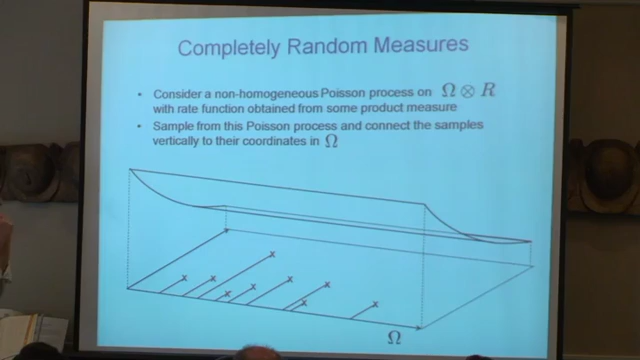 Completely Random Measures
• Consider a non-homogeneous Poisson process on Ω ⊗ R
with rate function obtained from some product measure
• Sample from this Poisson process and connect the samples
vertically to their coordinates in Ω
Ω